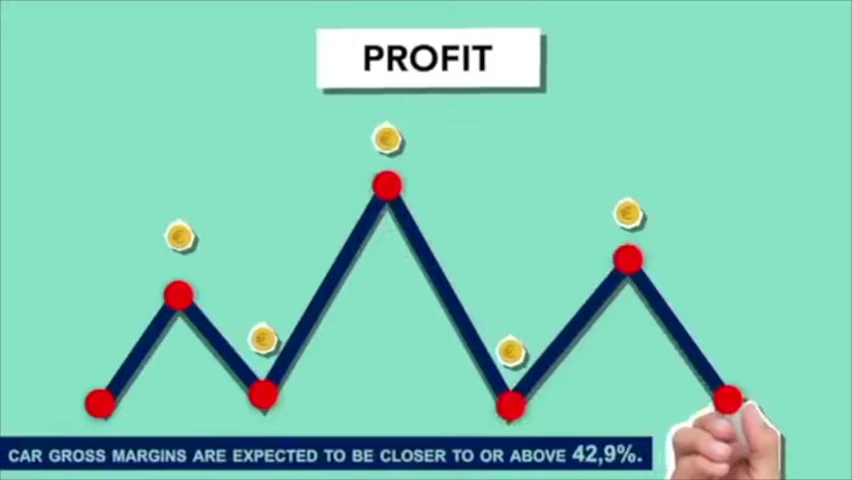 PROFIT
CAR GROSS MARGINS ARE EXPECTED TO BE CLOSER TO OR ABOVE 42,9%.